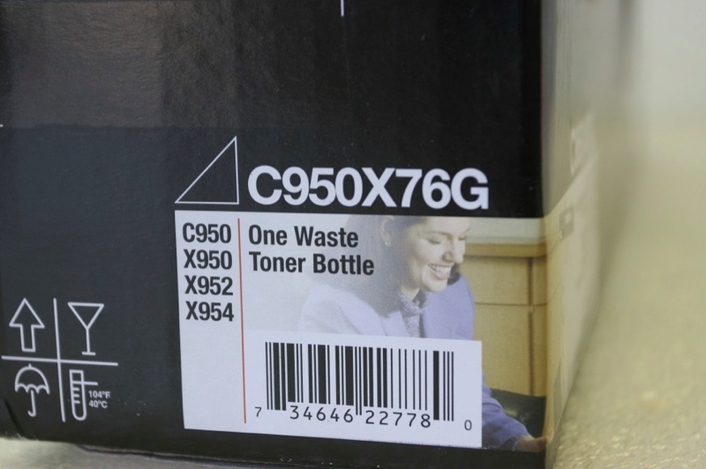 C950X76G
C950
X950
X952
X954
One Waste
Toner Bottle
104°F
40°C
7 34646 22778 0